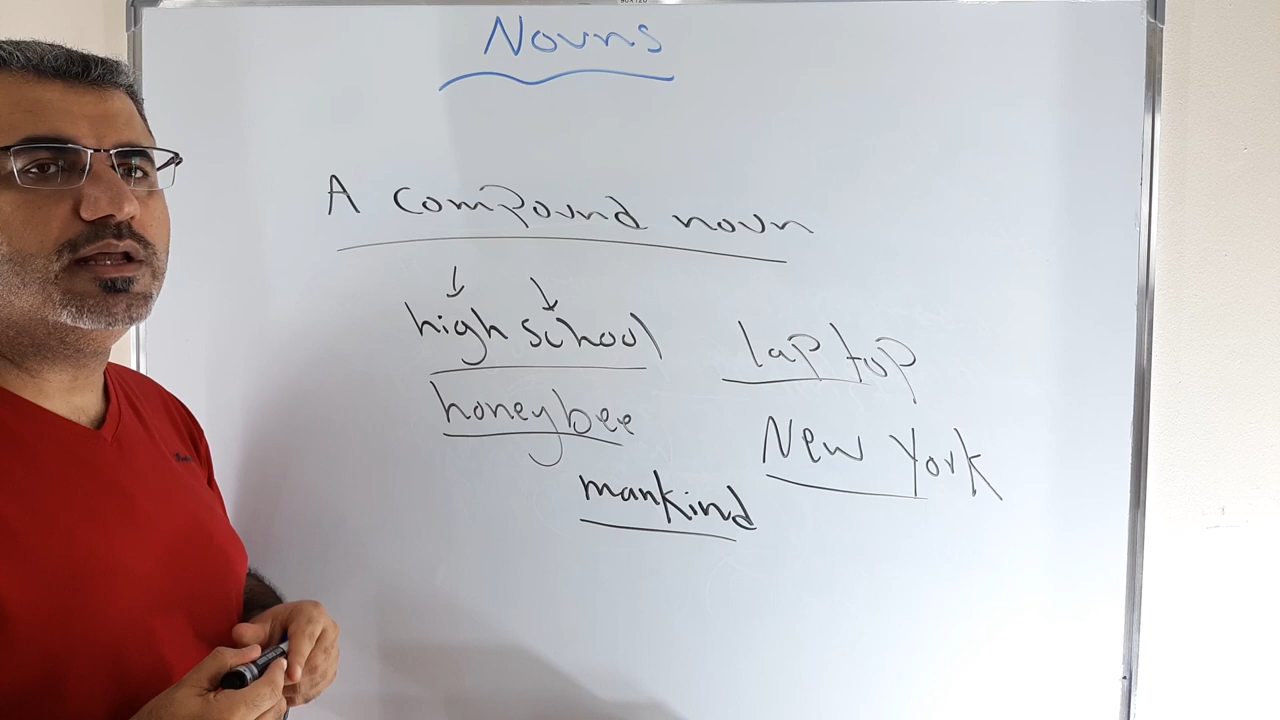 Nouns
A compound noun
high school
laptop
honeybee
New York
mankind